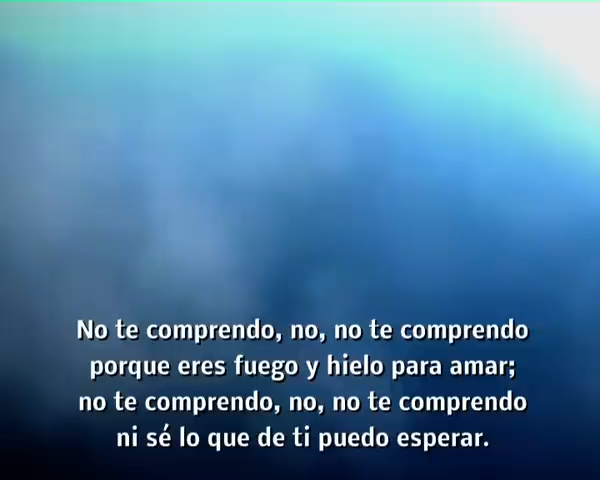 No te comprendo, no, no te comprendo
porque eres fuego y hielo para amar;
no te comprendo, no, no te comprendo
ni sé lo que de ti puedo esperar.